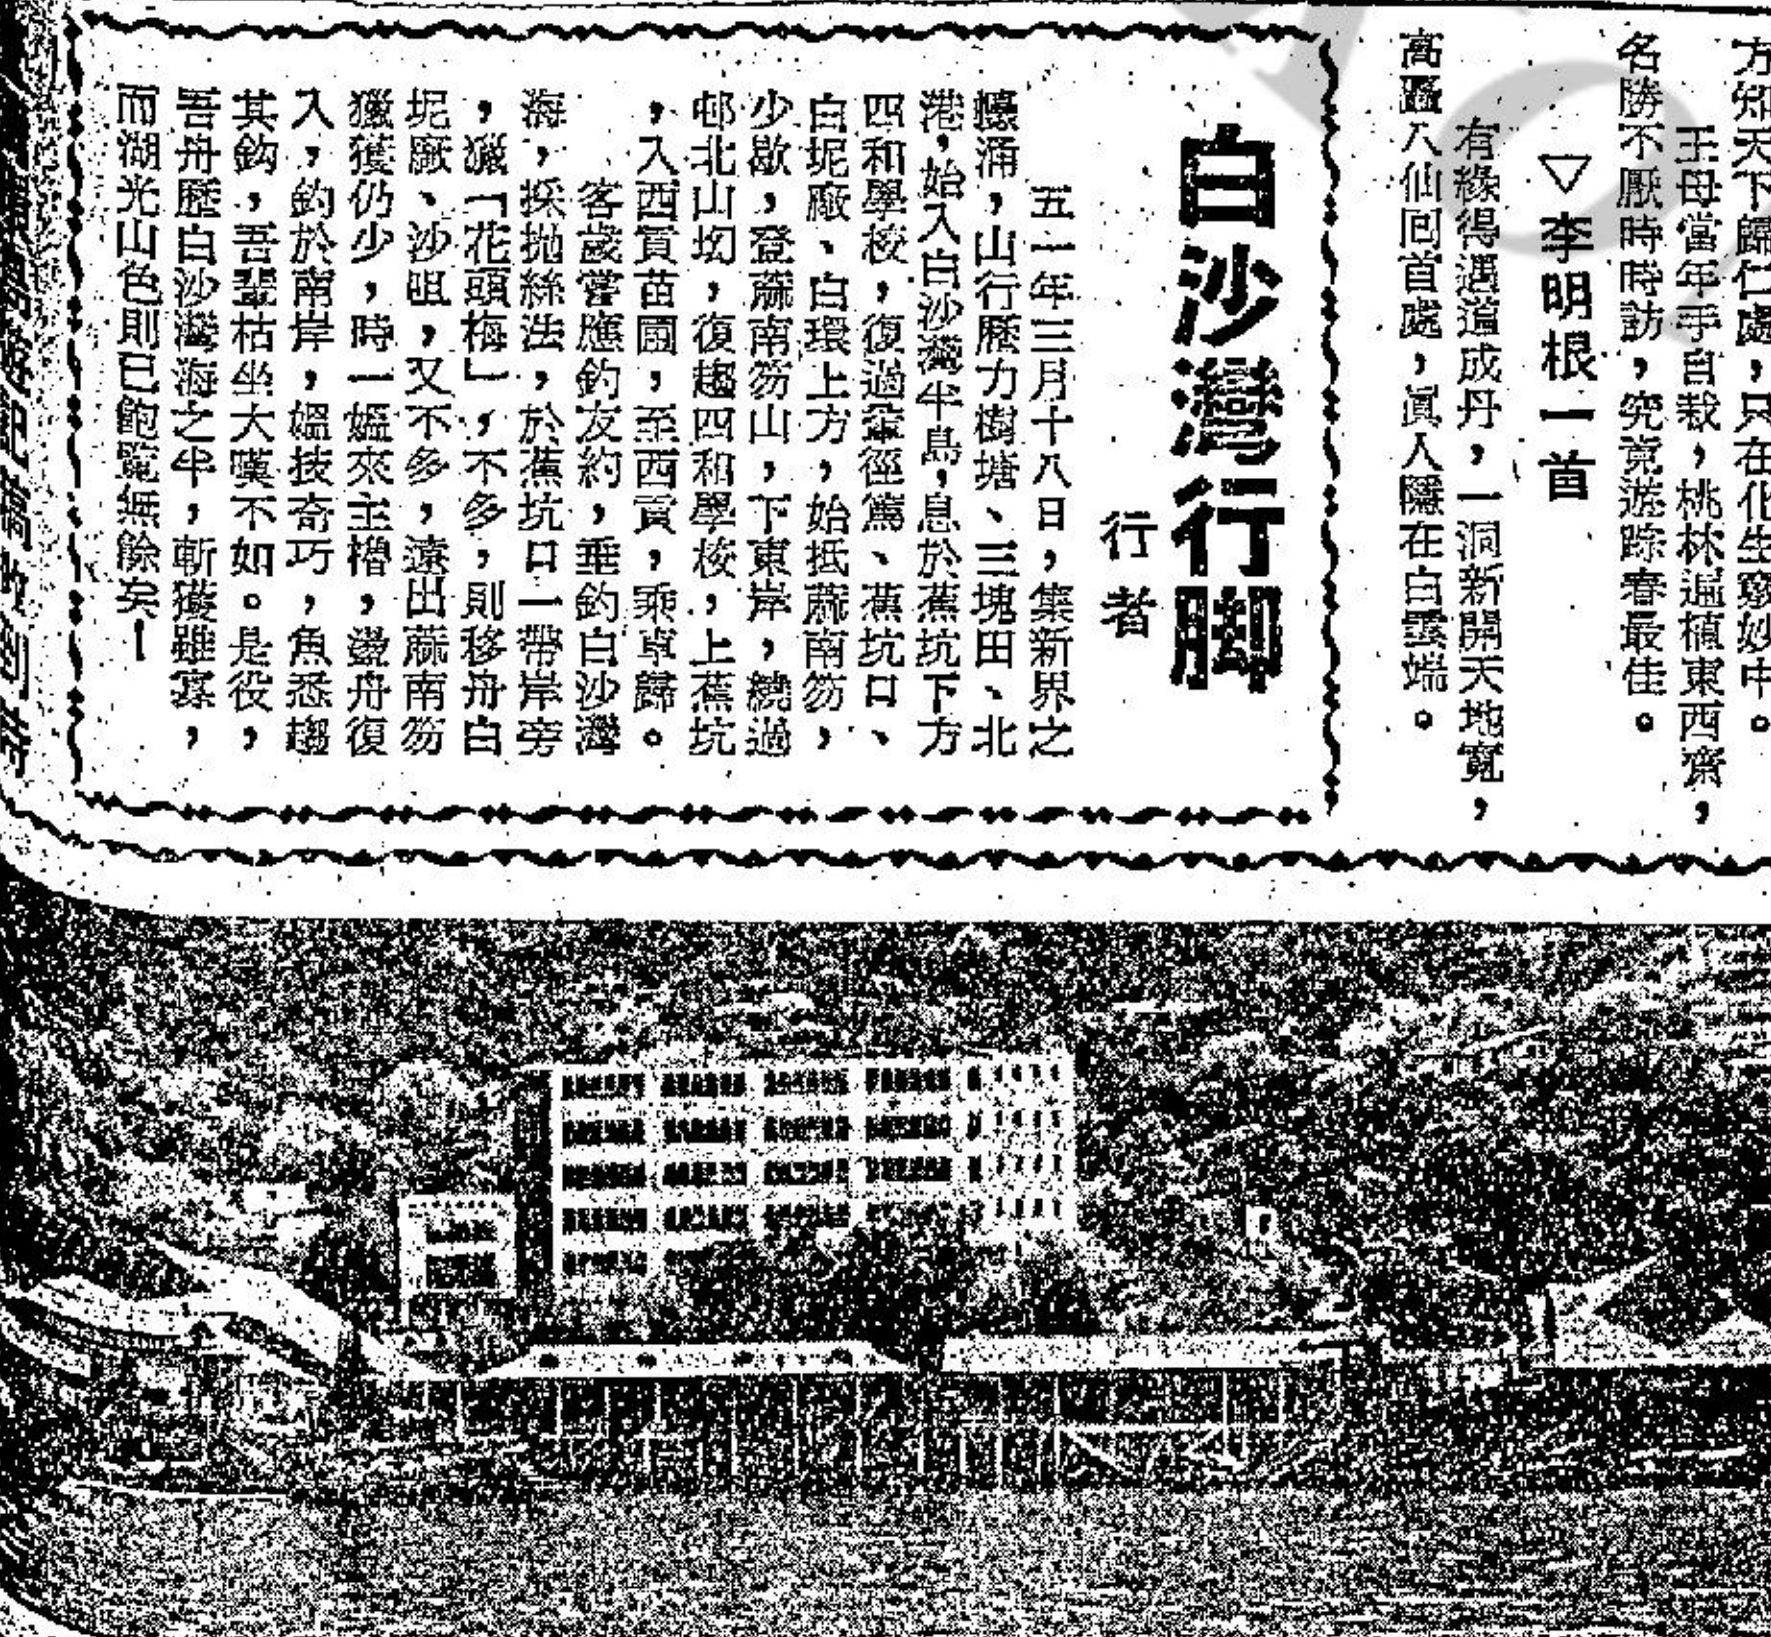 方知天下歸仁處，只在化生竅妙中。
王母當年手自栽，桃林遍植東西齋，
名勝不厭時時訪，究竟遊踪春最佳。
▽李明根一首
有緣得遇道成丹，一洞新開天地寬，
高矗八仙回首處，眞人隱在白雲端。
白沙灣行脚
行者
五一年三月十八日，集新界之
蠔涌，山行歷力樹塘、三塊田、北
港，始入白沙灣半島，息於蕉坑下方
四和學校，復過徑篤、蕉坑口、
白坭廠、白環上方，始抵蔴南笏，
少歇，登蔴南笏山，下東岸，繞過
邨北山坳，復趨四和學校，上蕉坑
，入西貢苗圃，至西貢，乘車歸。
客歲嘗應釣友約，垂釣白沙灣
海，採拋絲法，於蕉坑口一帶岸旁
，獵「花頭梅」，不多，則移舟白
坭廠、沙咀，又不多，遠出蔴南笏
獵獲仍少，時一媼來主櫓，盪舟復
入，釣於南岸，媼技奇巧，魚悉趨
其鈎，吾輩枯坐大嘆不如。是役，
吾舟歷白沙灣海之半，斬獲雖寡，
而湖光山色則已飽覽無餘矣！